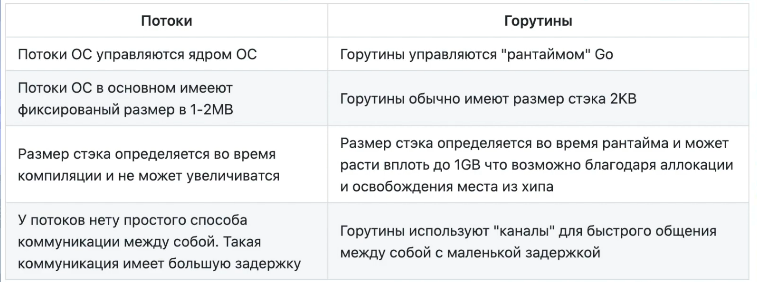 Потоки
Горутины
Потоки ОС управляются ядром ОС
Горутины управляются "рантаймом" Go
Потоки ОС в основном имееют
фиксированый размер в 1-2MB
Горутины обычно имеют размер стэка 2KB
Размер стэка определяется во время
компиляции и не может увеличиватся
Размер стэка определяется во время рантайма и может
расти вплоть до 1GB что возможно благодаря аллокации
и освобождения места из хипа
У потоков нету простого способа
коммуникации между собой. Такая
коммуникация имеет большую задержку
Горутины используют "каналы" для быстрого общения
между собой с маленькой задержкой